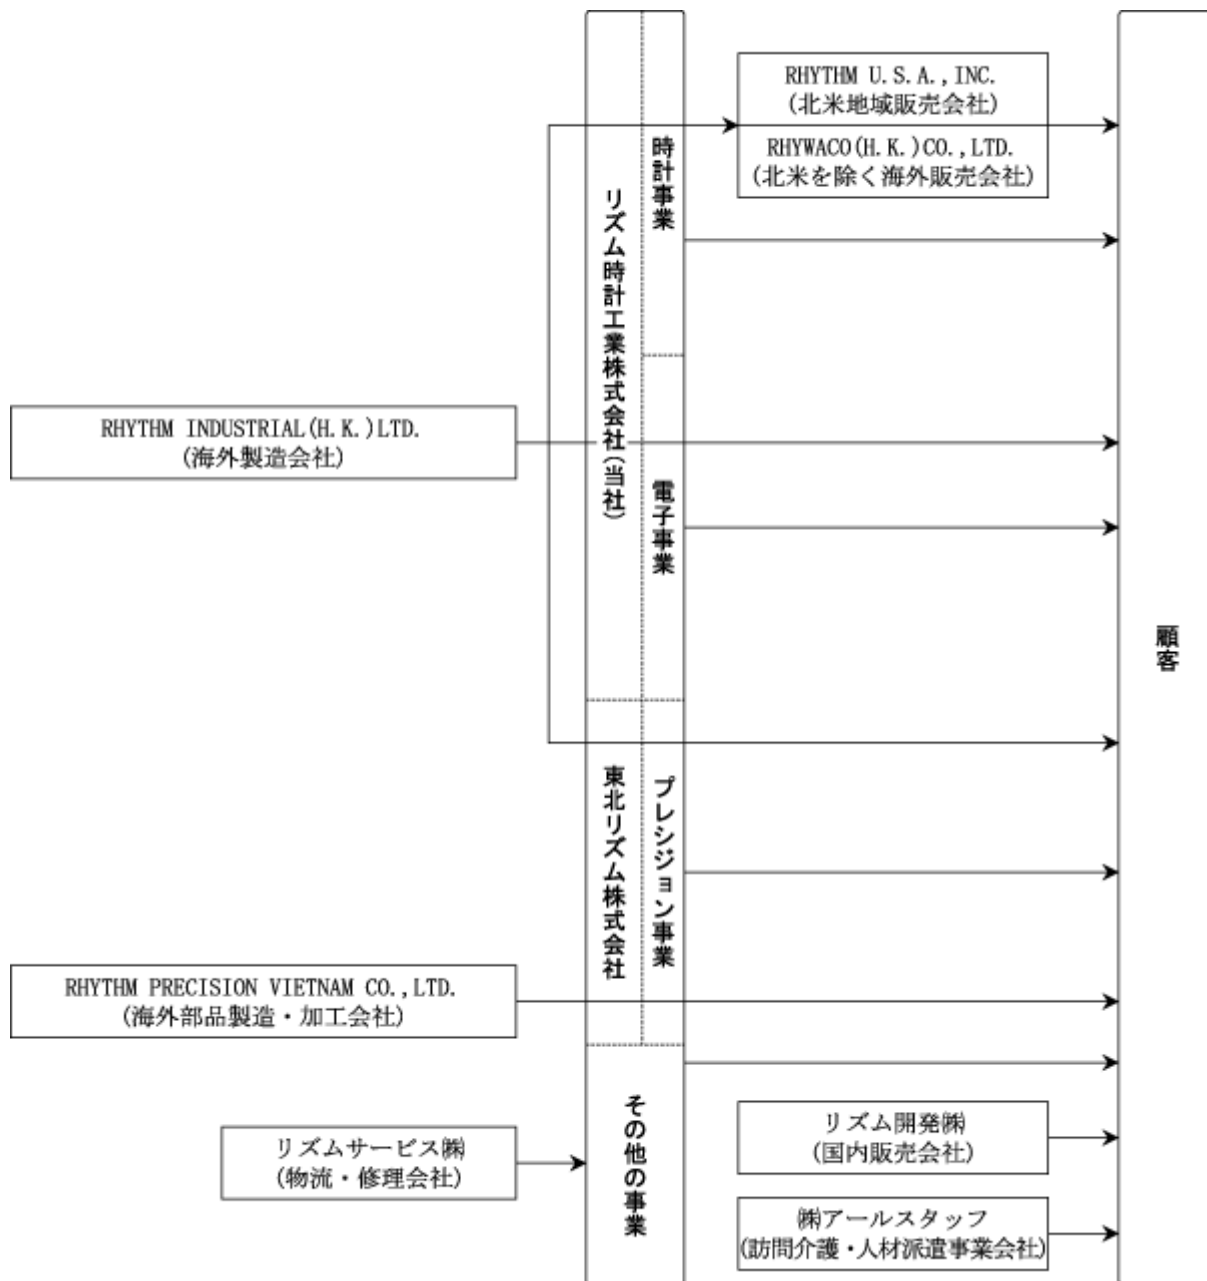 RHYTHM U.S.A.,INC.
(北米地域販売会社)
RHYWACO(H.K.)CO.,LTD.
(北米を除く海外販売会社)
時計事業
リズム時計工業株式会社(当社)
RHYTHM INDUSTRIAL(H.K.)LTD.
(海外製造会社)
電子事業
顧客
東北リズム株式会社
プレシジョン事業
RHYTHM PRECISION VIETNAM CO.,LTD.
(海外部品製造・加工会社)
その他の事業
リズムサービス㈱
(物流・修理会社)
リズム開発㈱
(国内販売会社)
㈱アールスタッフ
(訪問介護・人材派遣事業会社)